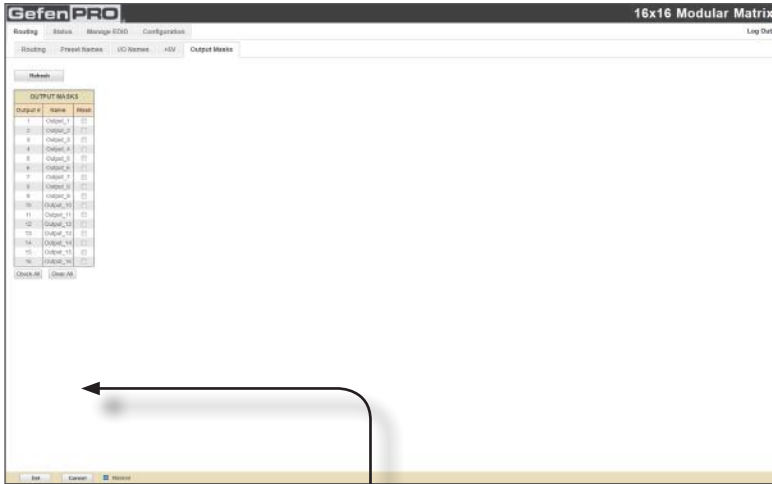 GefenPRO
16x16 Modular Matrix
Routing Status Manage EDID Configuration
Log Out
Routing Preset Names I/O Names +5V Output Masks
Refresh
OUTPUT MASKS
Output # Name Mask
1 Output_1
2 Output_2
3 Output_3
4 Output_4
5 Output_5
6 Output_6
7 Output_7
8 Output_8
9 Output_9
10 Output_10
11 Output_11
12 Output_12
13 Output_13
14 Output_14
15 Output_15
16 Output_16
Check All Clear All
Set Cancel Masked